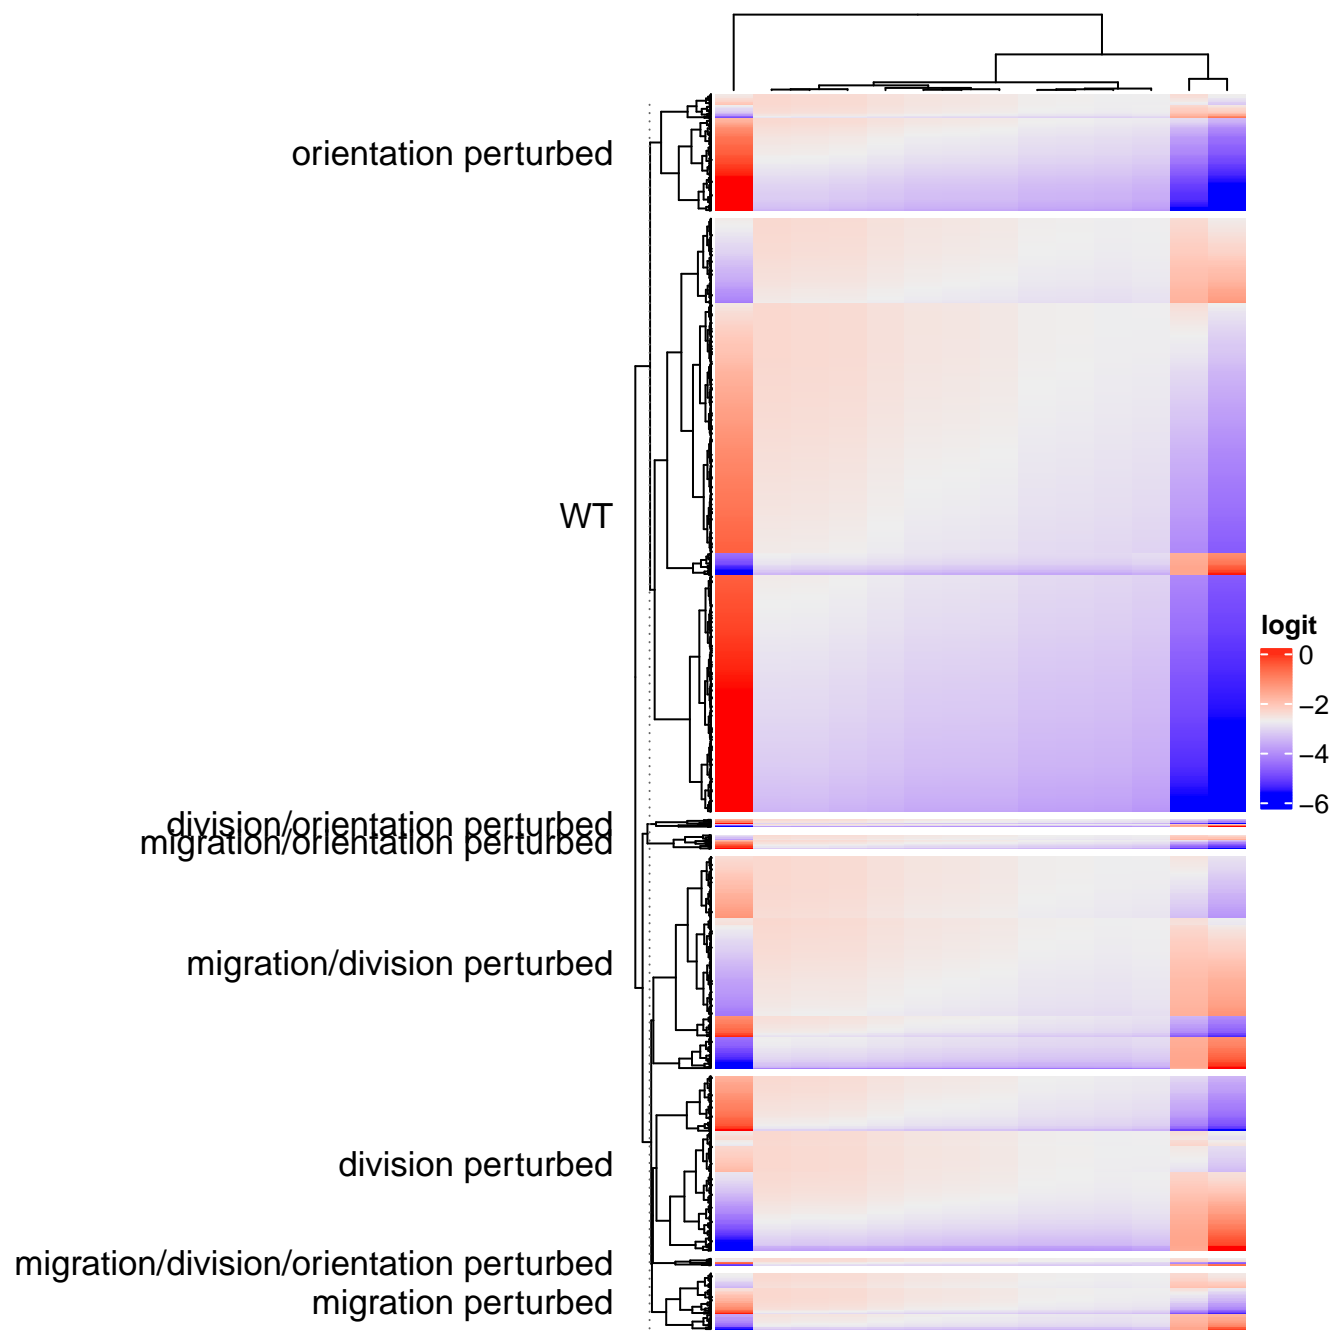 orientation perturbed
WT
logit
0
−2
−4
−6
division/orientation perturbed
migration/orientation perturbed
migration/division perturbed
division perturbed
migration/division/orientation perturbed
migration perturbed